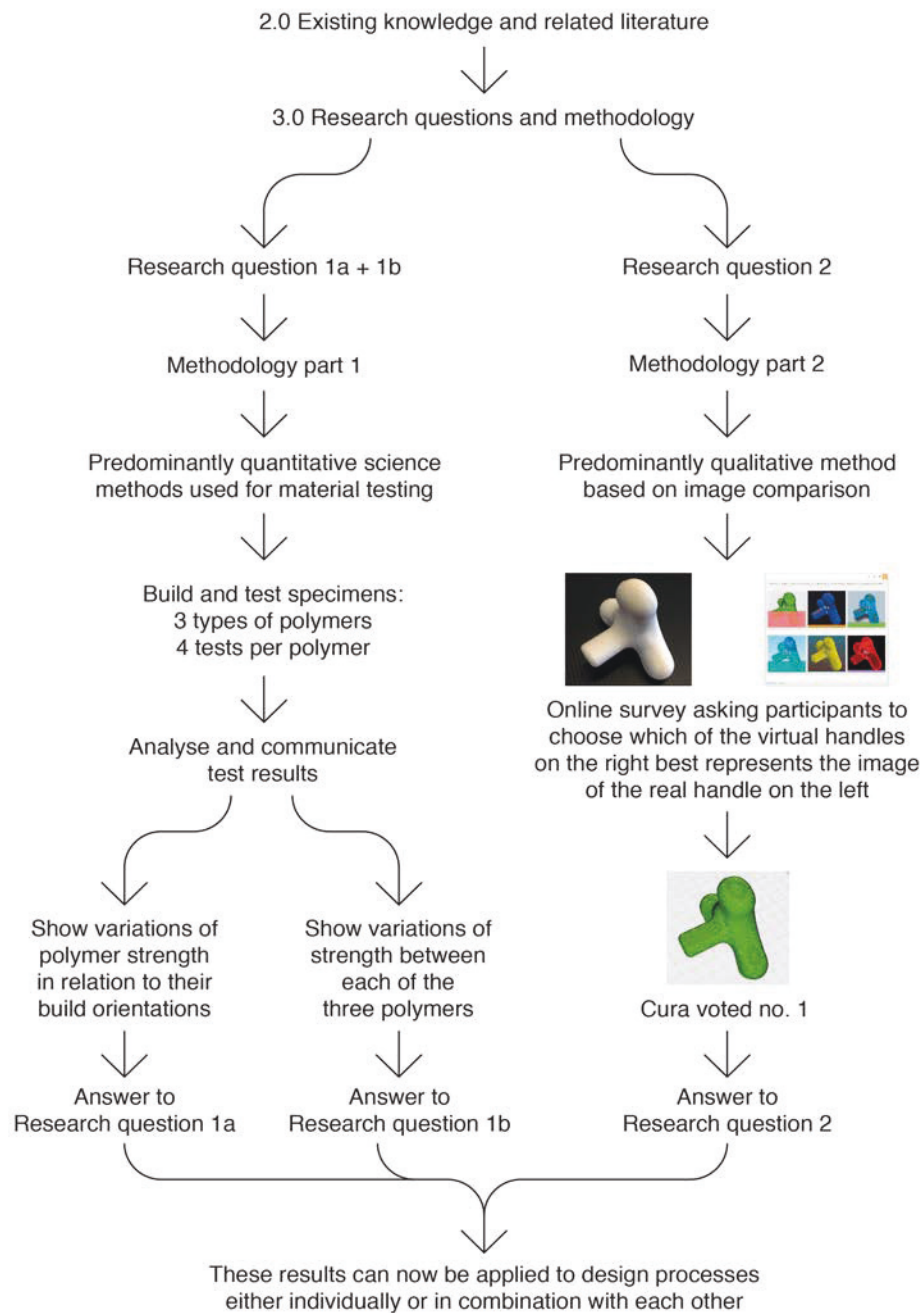 2.0 Existing knowledge and related literature
3.0 Research questions and methodology
Research question 1a + 1b
Methodology part 1
Predominantly quantitative science
methods used for material testing
Build and test specimens:
3 types of polymers
4 tests per polymer
Analyse and communicate
test results
Show variations of
polymer strength
in relation to their
build orientations
Answer to
Research question 1a
Show variations of
strength between
each of the
three polymers
Answer to
Research question 1b
Research question 2
Methodology part 2
Predominantly qualitative method
based on image comparison
Online survey asking participants to
choose which of the virtual handles
on the right best represents the image
of the real handle on the left
Cura voted no. 1
Answer to
Research question 2
These results can now be applied to design processes
either individually or in combination with each other